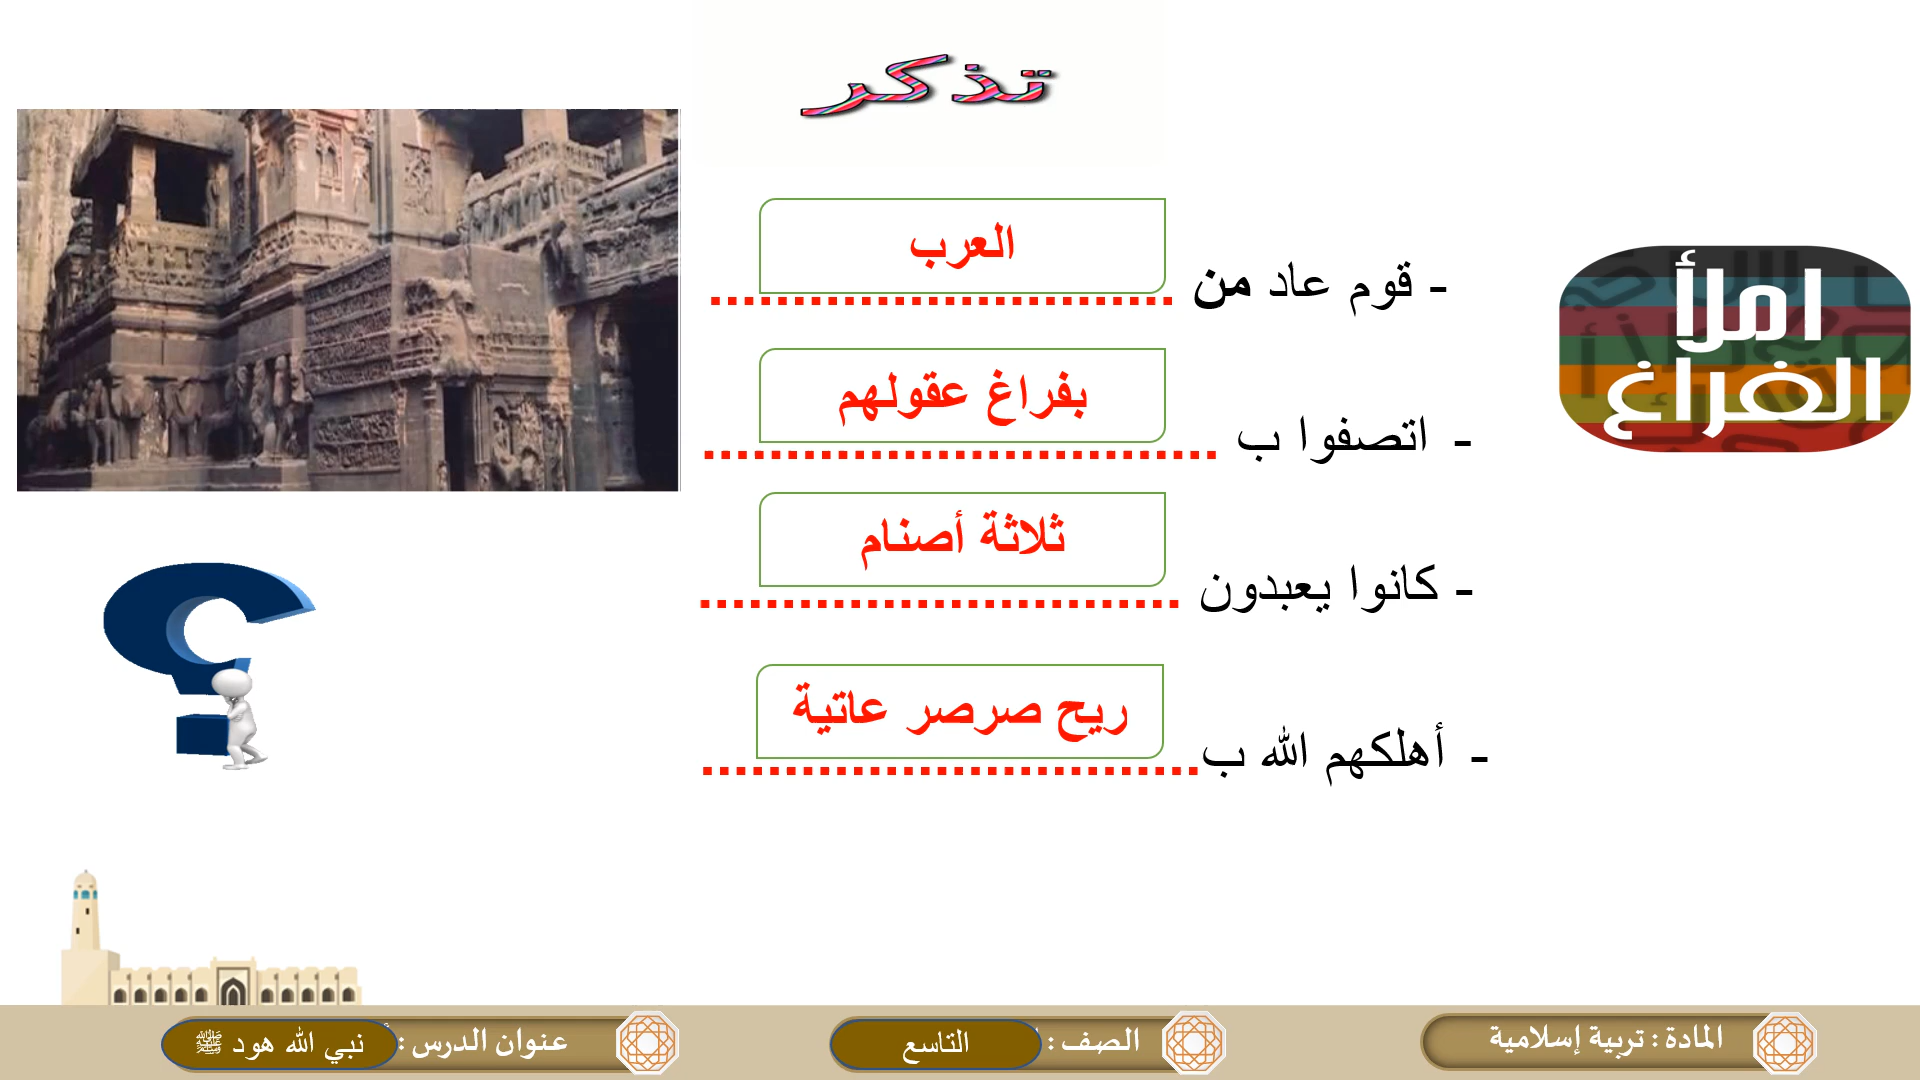 تذكر
املأ
الفراغ
- قوم عاد من ............................
العرب
- اتصفوا ب ...............................
بفراغ عقولهم
- كانوا يعبدون .............................
ثلاثة أصنام
- أهلكهم الله ب..............................
ريح صرصر عاتية
المادة : تربية إسلامية
الصف :
التاسع
عنوان الدرس :
نبي الله هود ﷺ